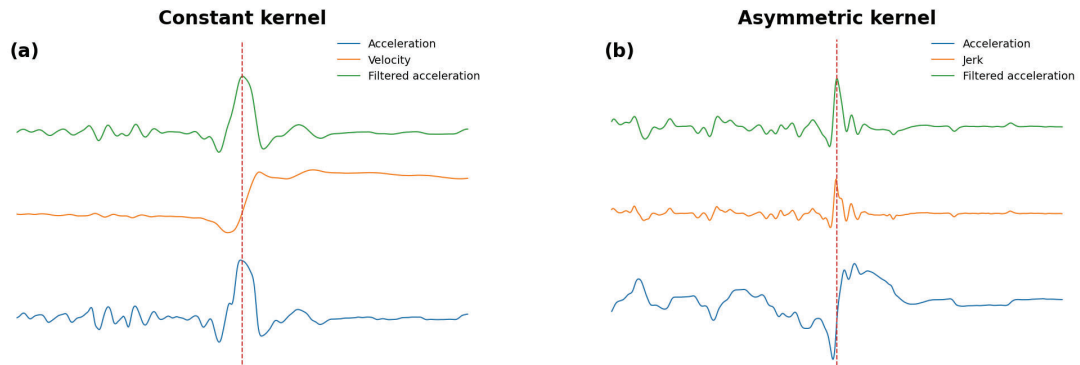 Constant kernel
(a)
Acceleration
Velocity
Filtered acceleration
Asymmetric kernel
(b)
Acceleration
Jerk
Filtered acceleration